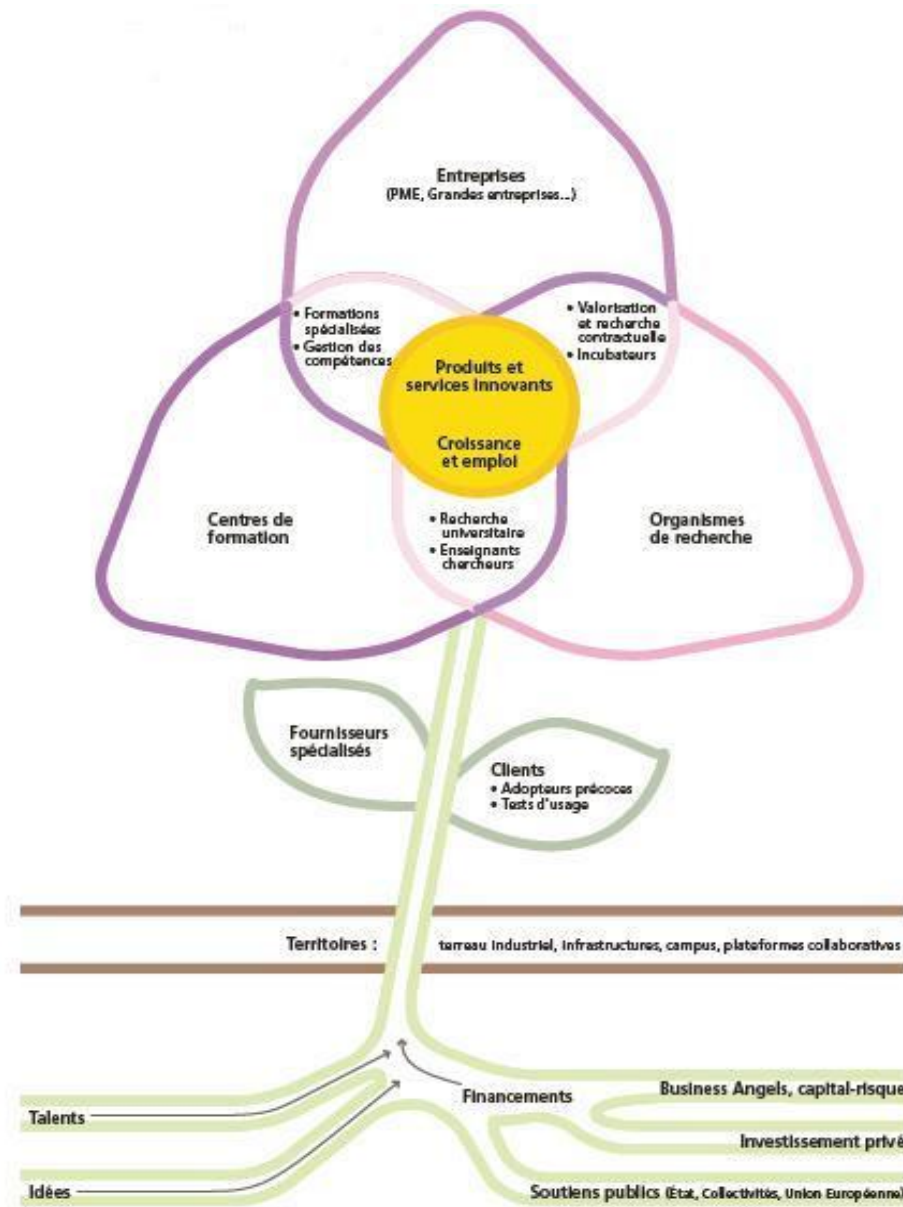 Entreprises
(PME, Grandes entreprises...)
• Formations
spécialisées
• Gestion des
compétences
• Valorisation
et recherche
contractuelle
• Incubateurs
Produits et
services innovants
Croissance
et emploi
Centres de
formation
• Recherche
universitaire
• Enseignants
chercheurs
Organismes
de recherche
Fournisseurs
spécialisés
Clients
• Adopteurs précoces
• Tests d'usage
Territoires : terreau industriel, infrastructures, campus, plateformes collaboratives
Talents
Financements
Business Angels, capital-risque
Investissement privé
Idées
Soutiens publics (État, Collectivités, Union Européenne)